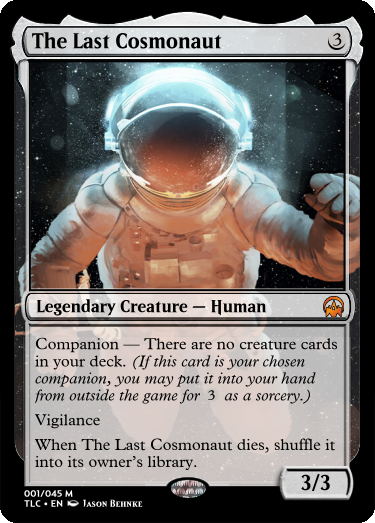 The Last Cosmonaut 3
Legendary Creature — Human
Companion — There are no creature cards
in your deck. (If this card is your chosen
companion, you may put it into your hand
from outside the game for 3 as a sorcery.)
Vigilance
When The Last Cosmonaut dies, shuffle it
into its owner's library.
3/3
001/045 M
TLC • EN Jason Behnke